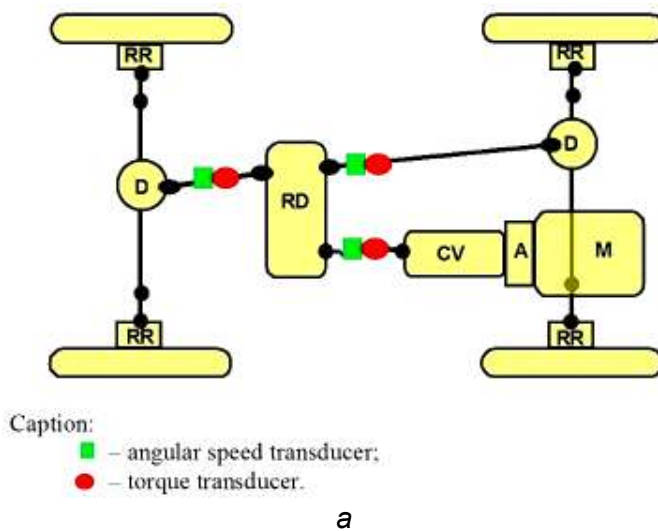 RR RR
D D
RD
CV A M
RR RR
Caption:
– angular speed transducer;
– torque transducer.
a